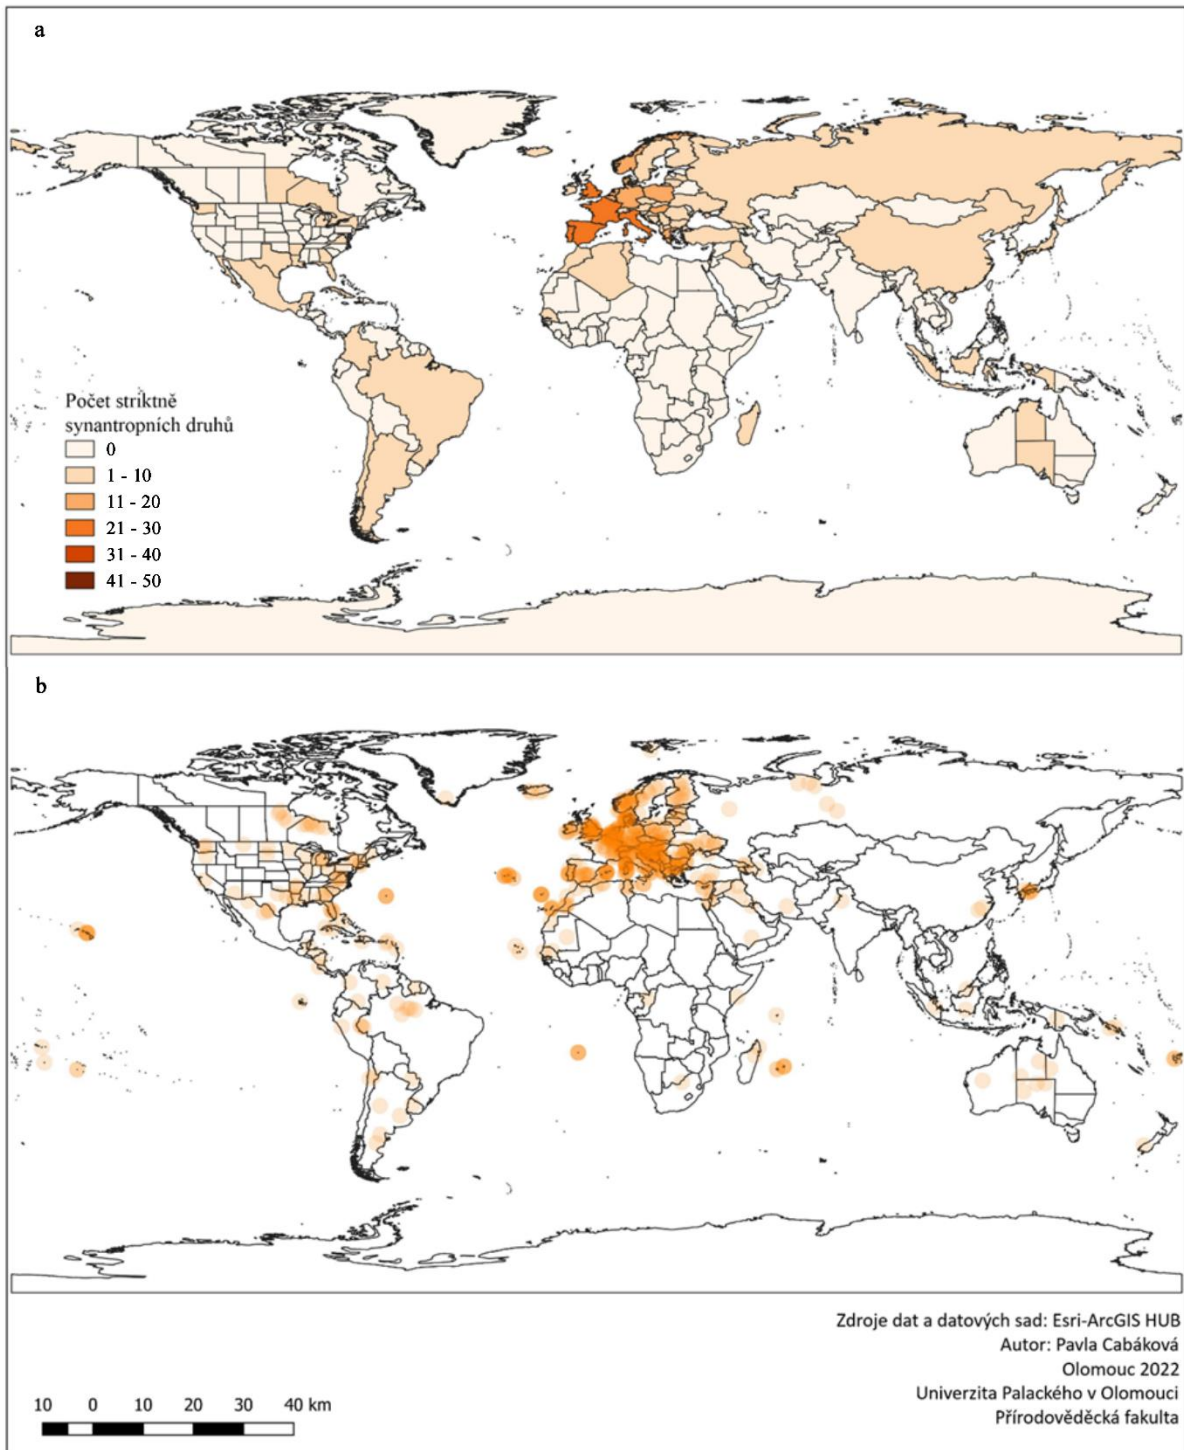 a
Počet striktně
synantropních druhů
0
1 - 10
11 - 20
21 - 30
31 - 40
41 - 50
b
Zdroje dat a datových sad: Esri-ArcGIS HUB
Autor: Pavla Cabáková
Olomouc 2022
Univerzita Palackého v Olomouci
Přírodověděcká fakulta
10 0 10 20 30 40 km